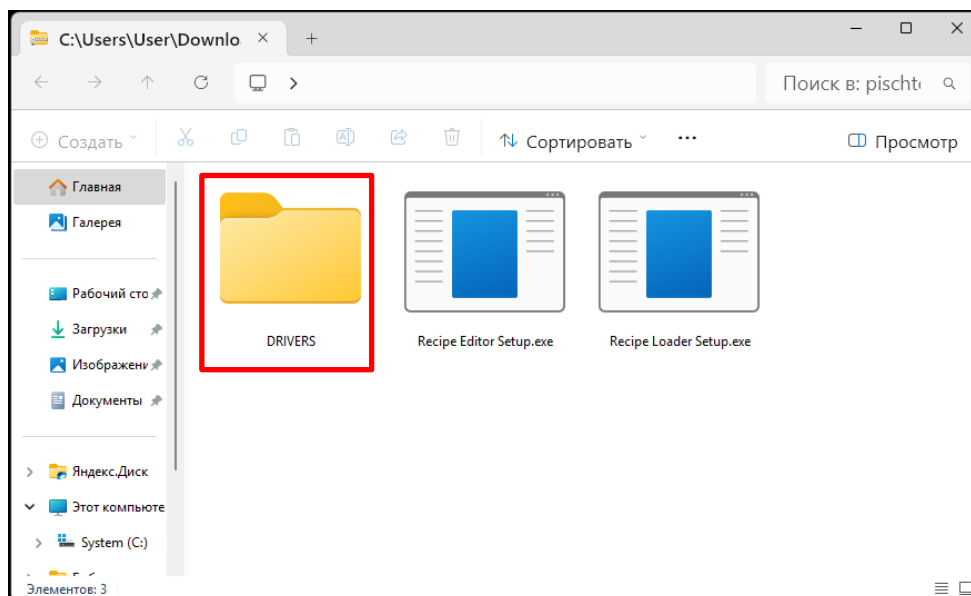 C:\Users\User\Downlo
Поиск в: pischt
Создать
Сортировать
Просмотр
Главная
Галерея
Рабочий сто
Загрузки
Изображени
Документы
Яндекс.Диск
Этот компьюте
System (C:)
DRIVERS
Recipe Editor Setup.exe
Recipe Loader Setup.exe
Элементов: 3